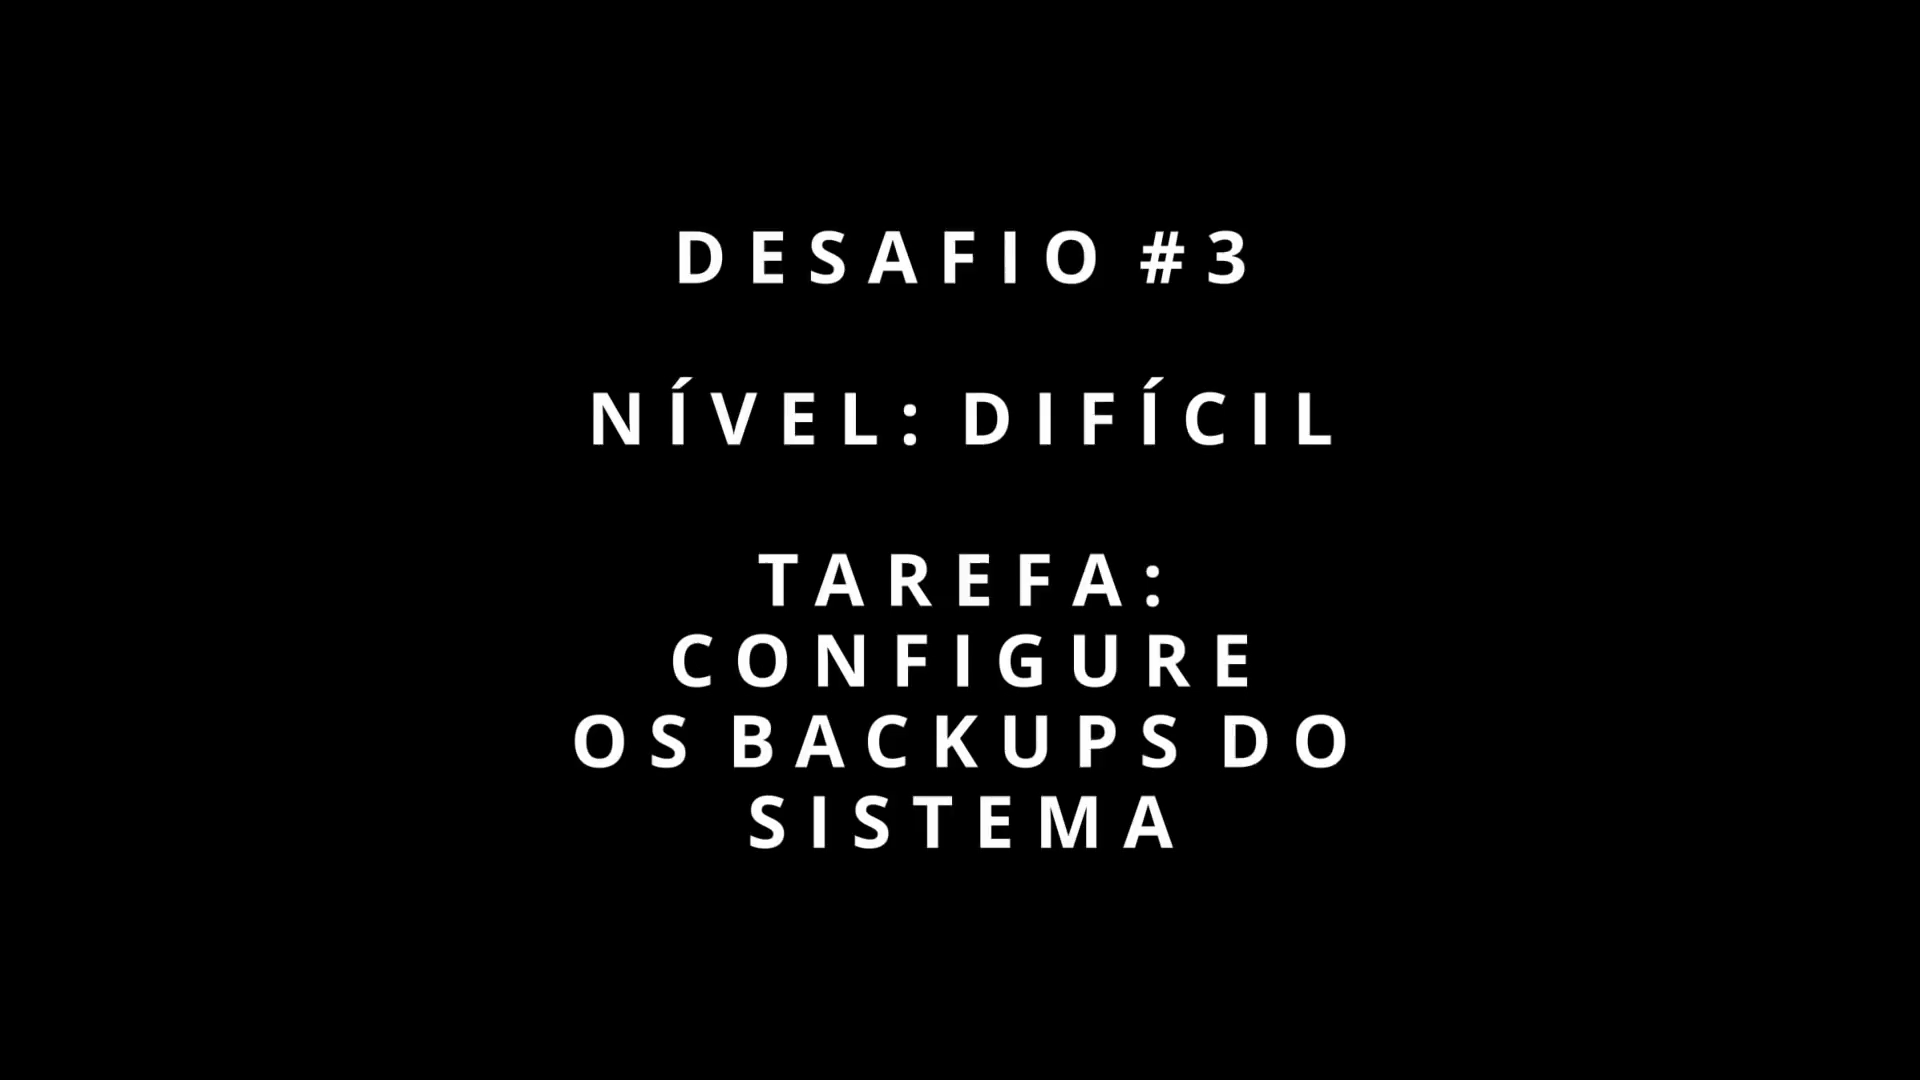 DESAFIO #3
NÍVEL: DIFÍCIL
TAREFA:
CONFIGURE
OS BACKUPS DO
SISTEMA